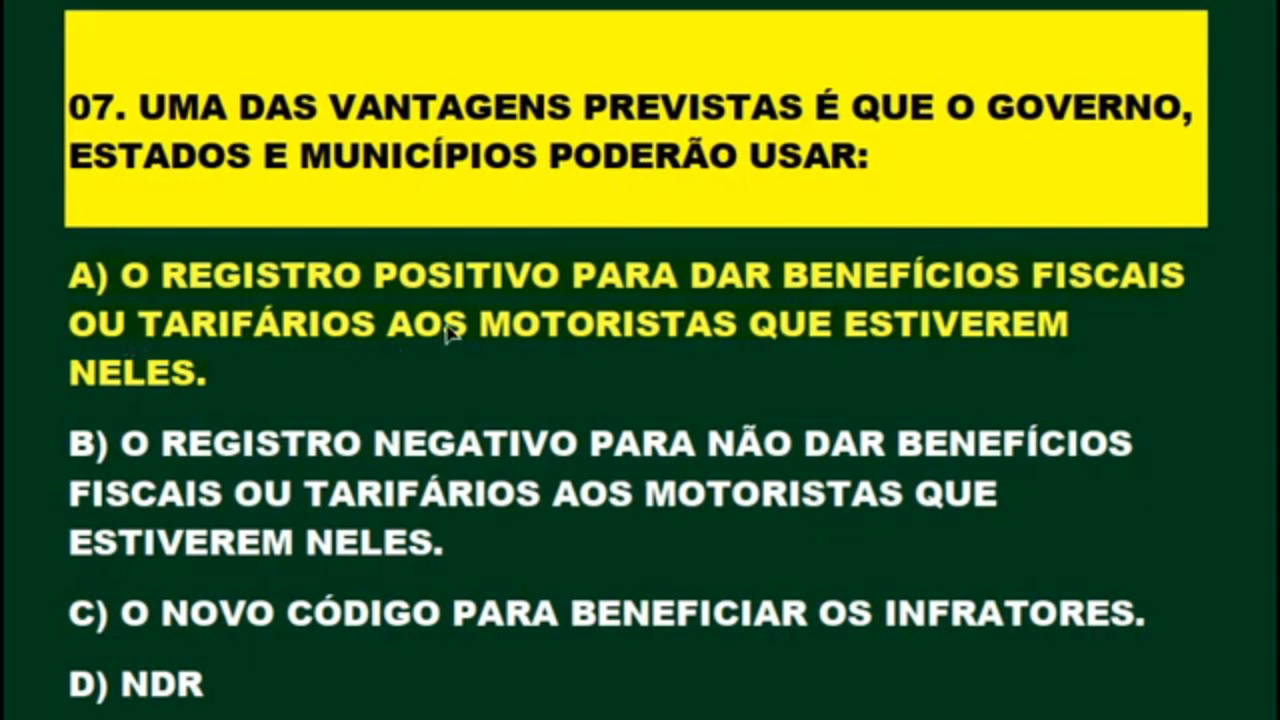 07. UMA DAS VANTAGENS PREVISTAS É QUE O GOVERNO,
ESTADOS E MUNICÍPIOS PODERÃO USAR:
A) O REGISTRO POSITIVO PARA DAR BENEFÍCIOS FISCAIS
OU TARIFÁRIOS AOS MOTORISTAS QUE ESTIVEREM
NELES.
B) O REGISTRO NEGATIVO PARA NÃO DAR BENEFÍCIOS
FISCAIS OU TARIFÁRIOS AOS MOTORISTAS QUE
ESTIVEREM NELES.
C) O NOVO CÓDIGO PARA BENEFICIAR OS INFRATORES.
D) NDR